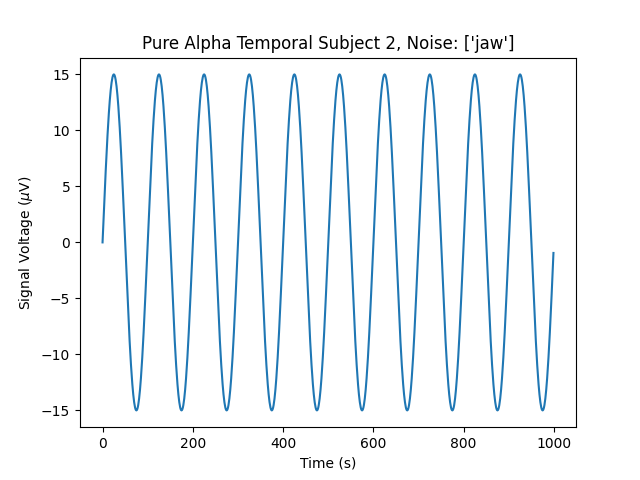 Pure Alpha Temporal Subject 2, Noise: ['jaw']
Signal Voltage (μV)
15
10
5
0
−5
−10
−15
0 200 400 600 800 1000
Time (s)